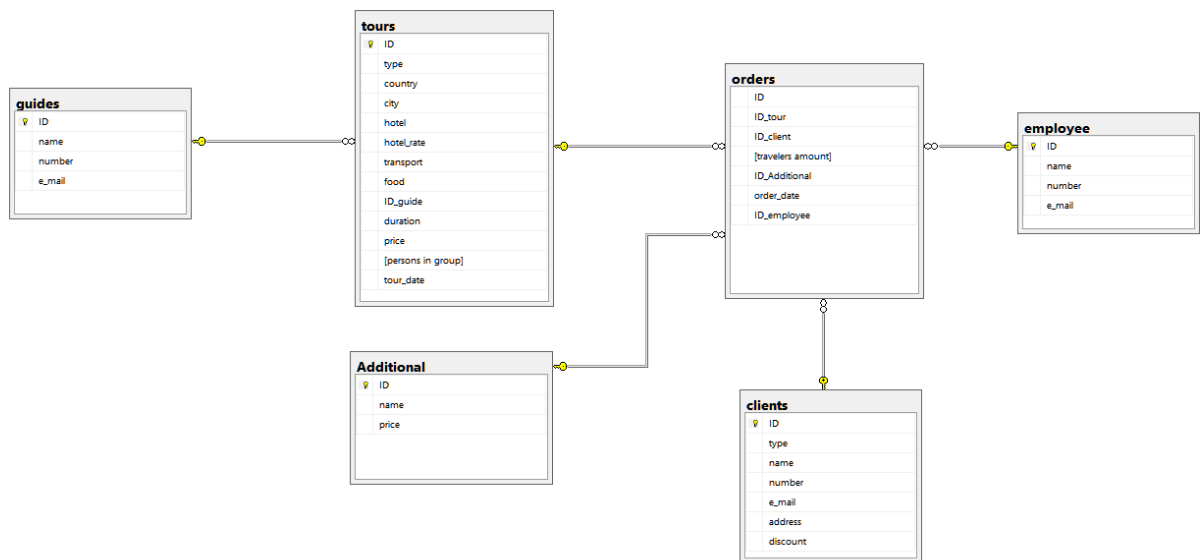 guides
ID
name
number
e_mail
tours
ID
type
country
city
hotel
hotel_rate
transport
food
ID_guide
duration
price
[persons in group]
tour_date
orders
ID
ID_tour
ID_client
[travelers amount]
ID_Additional
order_date
ID_employee
employee
ID
name
number
e_mail
Additional
ID
name
price
clients
ID
type
name
number
e_mail
address
discount